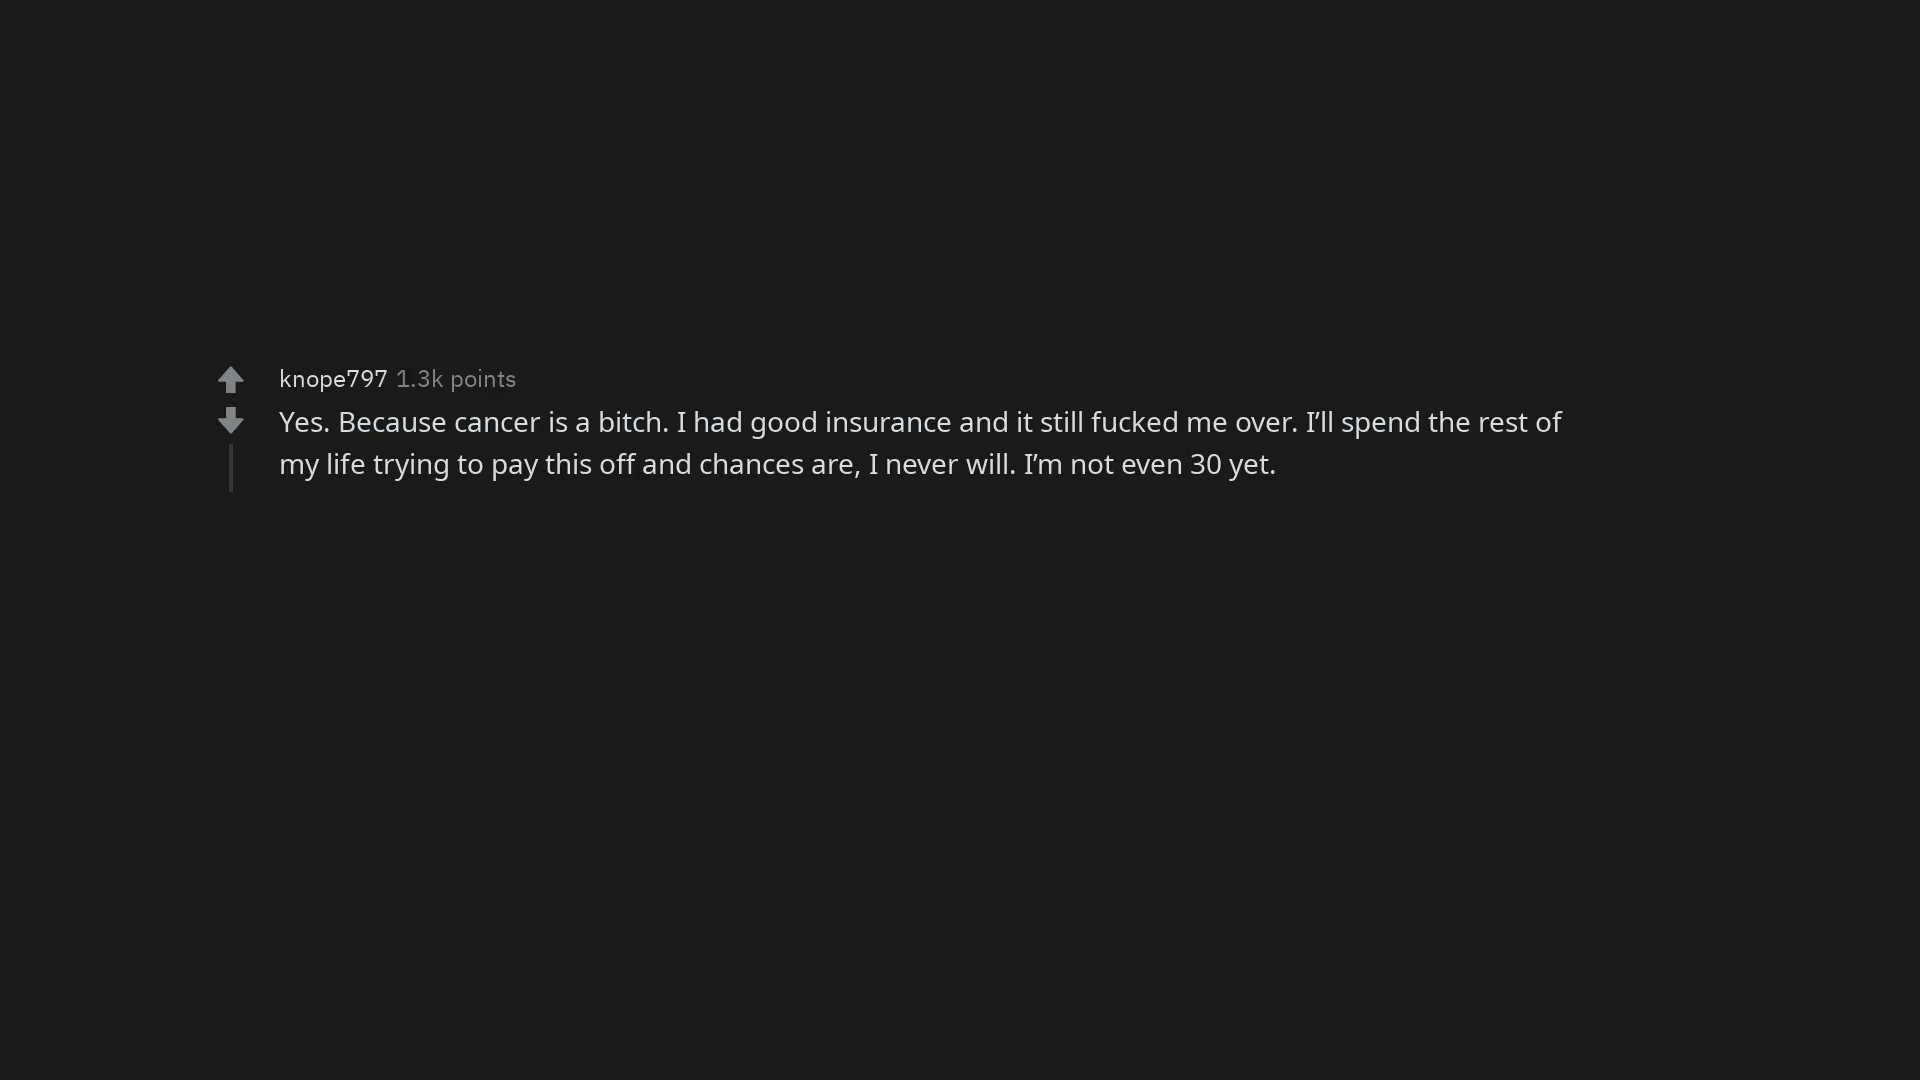 knope797 1.3k points
Yes. Because cancer is a bitch. I had good insurance and it still fucked me over. I’ll spend the rest of
my life trying to pay this off and chances are, I never will. I’m not even 30 yet.